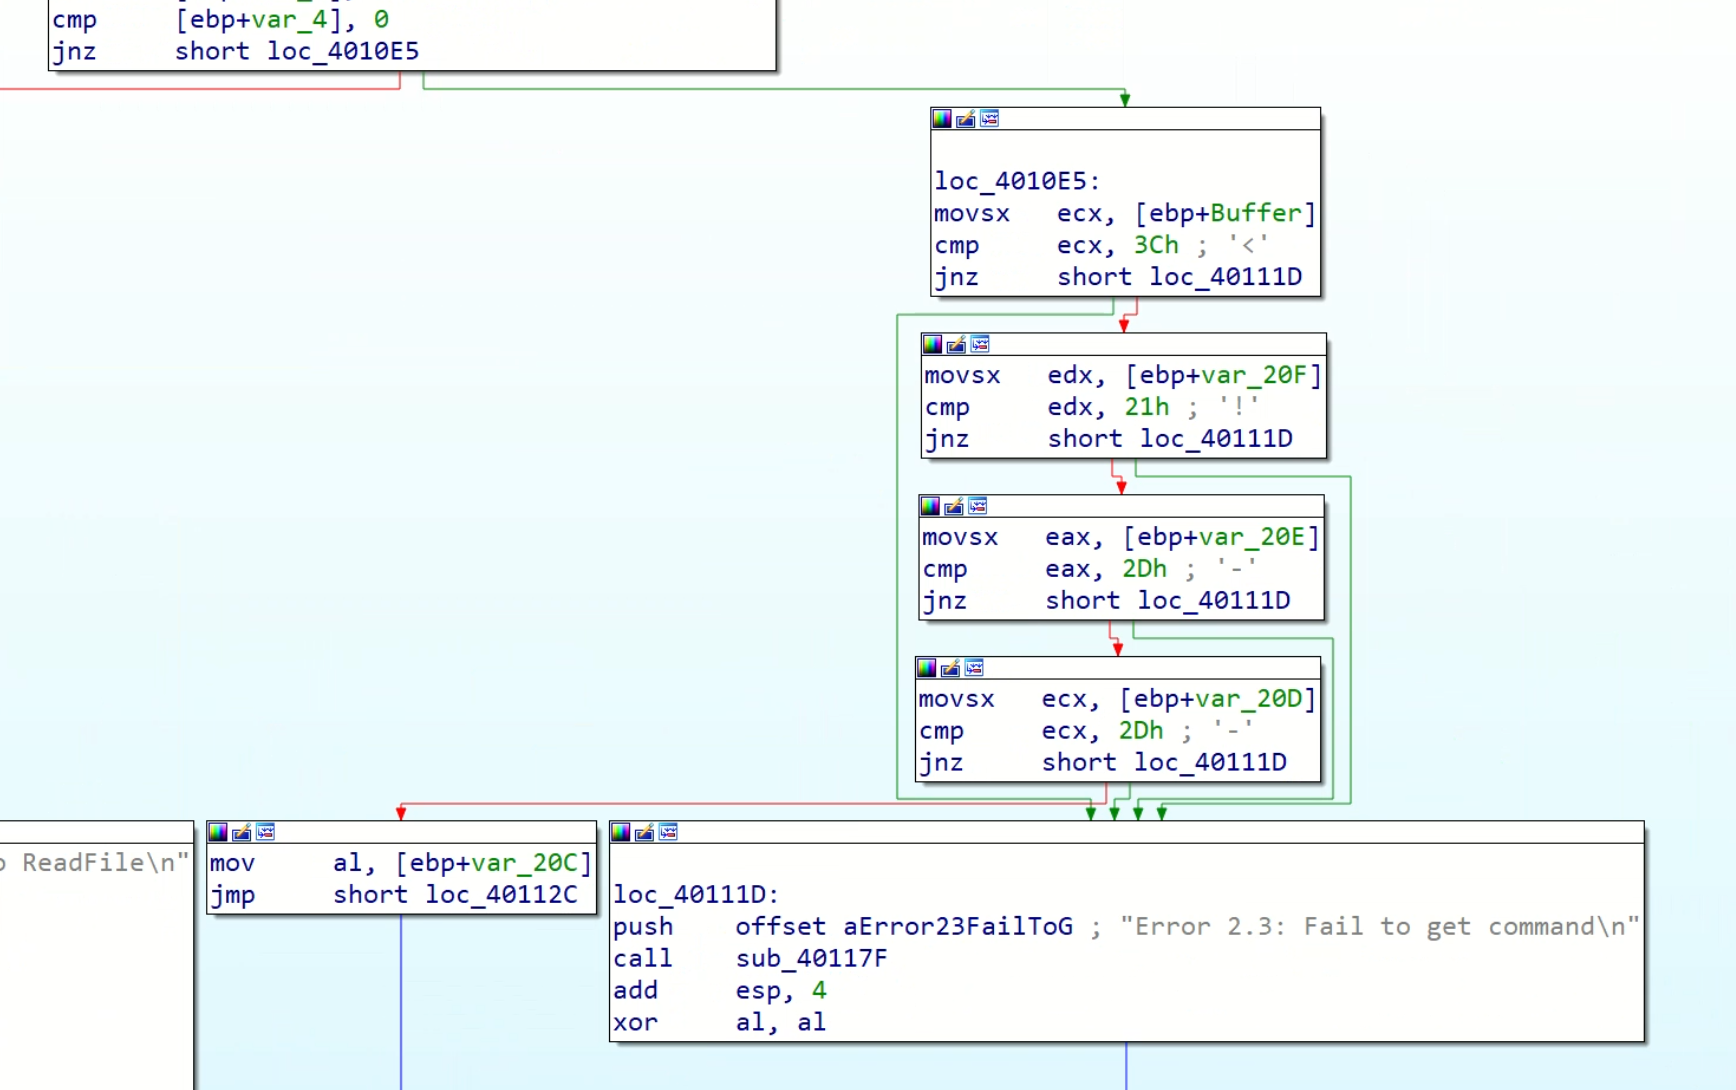 cmp [ebp+var_4], 0
jnz short loc_4010E5
loc_4010E5:
movsx ecx, [ebp+Buffer]
cmp ecx, 3Ch ; '<'
jnz short loc_40111D
movsx edx, [ebp+var_20F]
cmp edx, 21h ; '!'
jnz short loc_40111D
movsx eax, [ebp+var_20E]
cmp eax, 2Dh ; '-'
jnz short loc_40111D
movsx ecx, [ebp+var_20D]
cmp ecx, 2Dh ; '-'
jnz short loc_40111D
ReadFile\n"
mov al, [ebp+var_20C]
jmp short loc_40112C
loc_40111D:
push offset aError23FailToG ; "Error 2.3: Fail to get command\n"
call sub_40117F
add esp, 4
xor al, al